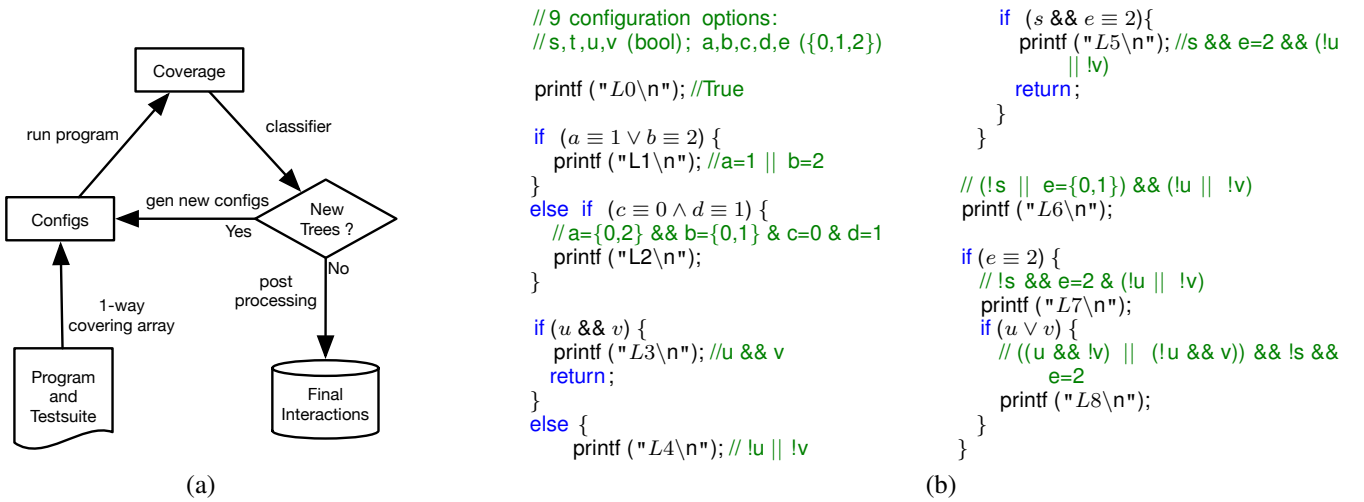 Coverage
run program
classifier
Configs
gen new configs
Yes
New
Trees ?
No
1-way
covering array
post
processing
Program
and
Testsuite
Final
Interactions
(a)
// 9 configuration options:
// s,t,u,v (bool); a,b,c,d,e ({0,1,2})
printf ("L0\n"); //True
if (a ≡ 1 ∨ b ≡ 2) {
printf ("L1\n"); //a=1 || b=2
}
else if (c ≡ 0 ∧ d ≡ 1) {
// a={0,2} && b={0,1} & c=0 & d=1
printf ("L2\n");
}
if (u && v) {
printf ("L3\n"); //u && v
return;
}
else {
printf ("L4\n"); // !u || !v
if (s && e ≡ 2){
printf ("L5\n"); //s && e=2 && (!u
|| !v)
return;
}
}
// (!s || e={0,1}) && (!u || !v)
printf ("L6\n");
if (e ≡ 2) {
// !s && e=2 & (!u || !v)
printf ("L7\n");
if (u ∨ v) {
// ((u && !v) || (!u && v)) && !s &&
e=2
printf ("L8\n");
}
}
(b)